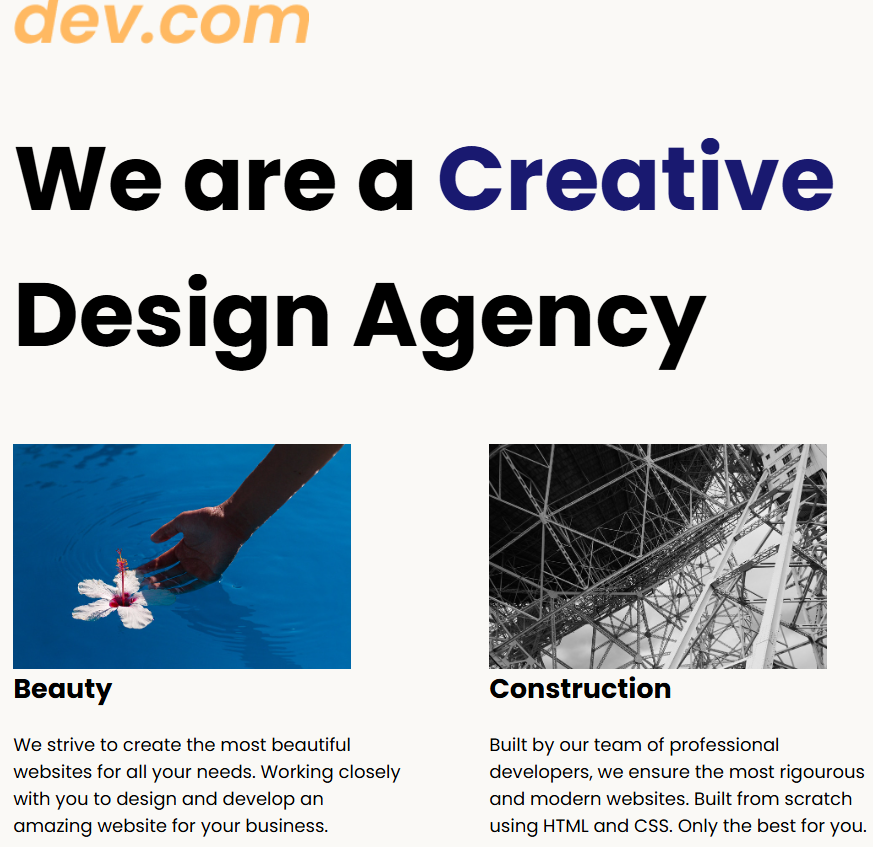 dev.com
We are a Creative
Design Agency
Beauty
We strive to create the most beautiful
websites for all your needs. Working closely
with you to design and develop an
amazing website for your business.
Construction
Built by our team of professional
developers, we ensure the most rigourous
and modern websites. Built from scratch
using HTML and CSS. Only the best for you.